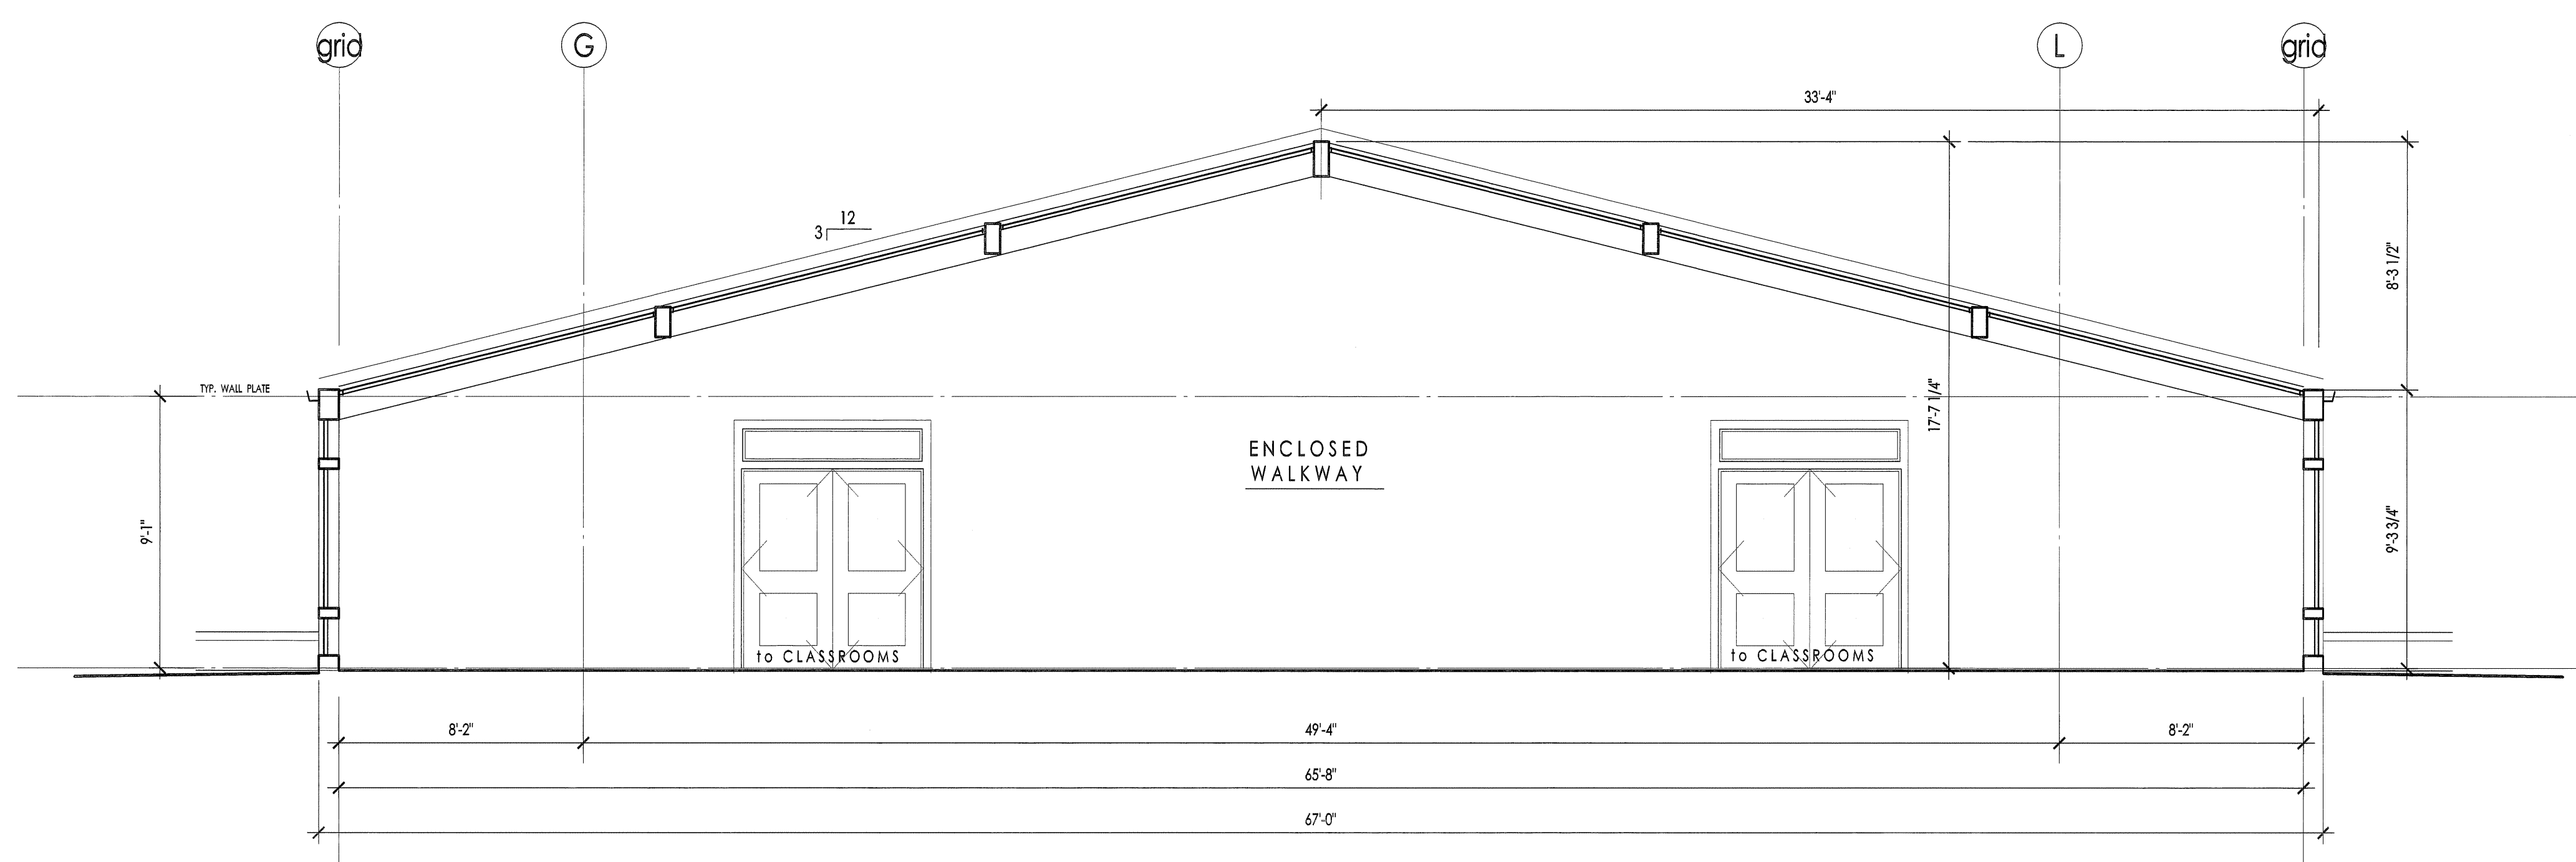 grid
G
L
grid
33'-4"
12
3
8'-3 1/2"
TYP. WALL PLATE
17'-7 1/4"
ENCLOSED
WALKWAY
9'-1"
9'-3 3/4"
to CLASSROOMS
to CLASSROOMS
8'-2"
49'-4"
8'-2"
65'-8"
67'-0"